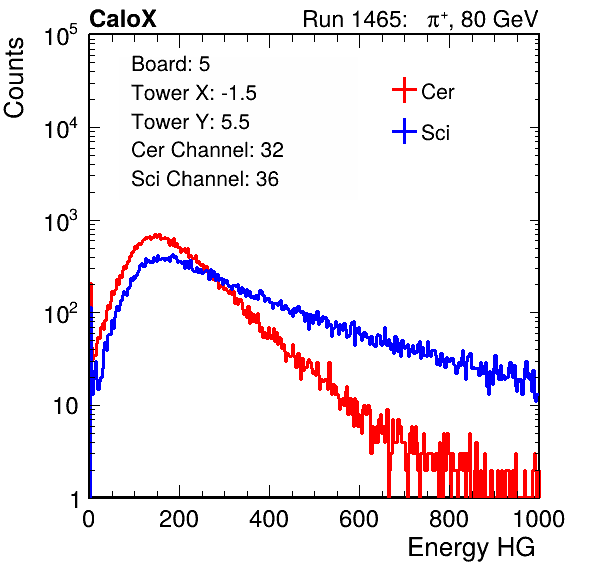 CaloX Run 1465: π⁺, 80 GeV
Counts
Board: 5
Tower X: -1.5
Tower Y: 5.5
Cer Channel: 32
Sci Channel: 36
Cer
Sci
10⁵
10⁴
10³
10²
10
1
0 200 400 600 800 1000
Energy HG